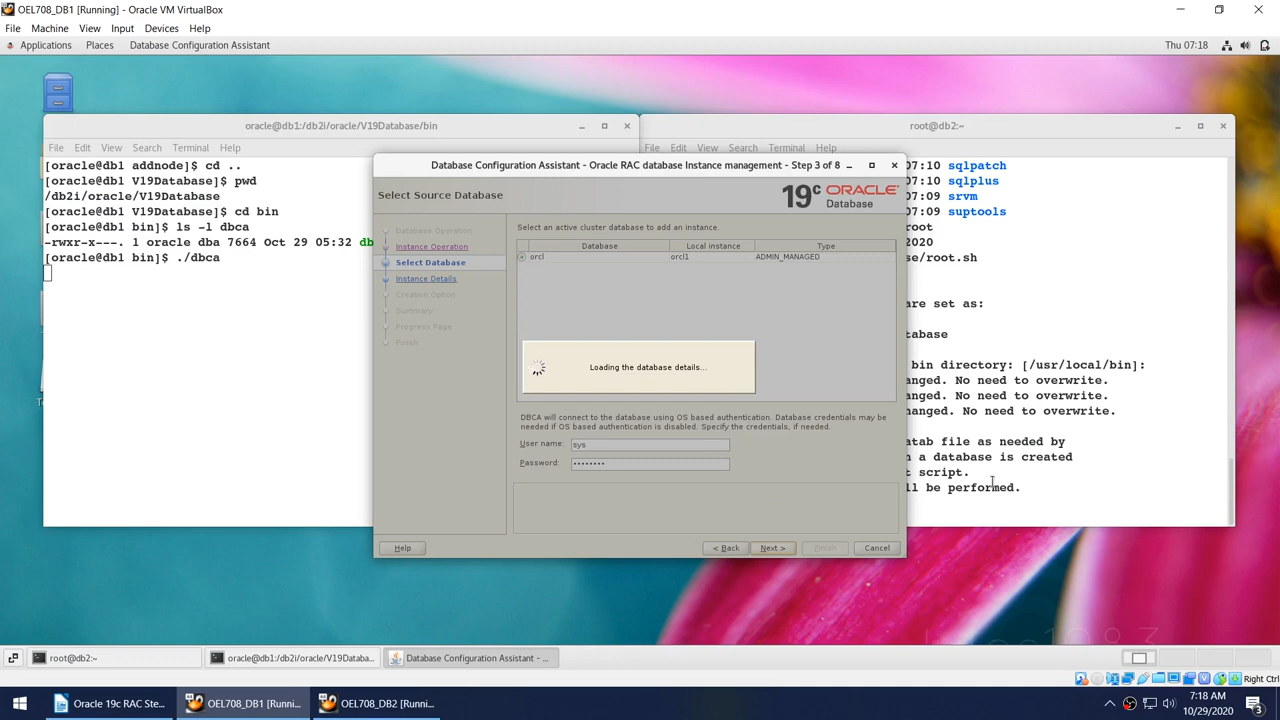 OEL708_DB1 [Running] - Oracle VM VirtualBox
File Machine View Input Devices Help
Applications Places Database Configuration Assistant Thu 07:18
oracle@db1:/db2i/oracle/V19Database/bin
File Edit View Search Terminal Help
[oracle@db1 addnode]$ cd ..
[oracle@db1 V19Database]$ pwd
/db2i/oracle/V19Database
[oracle@db1 V19Database]$ cd bin
[oracle@db1 bin]$ ls -l dbca
-rwxr-x---. 1 oracle dba 7664 Oct 29 05:32 db
[oracle@db1 bin]$ ./dbca
root@db2:~
File Edit View Search Terminal Help
07:10 sqlpatch
07:10 sqlplus
07:10 srvm
07:10 suptools
root
2020
se/root.sh
are set as:
tabase
bin directory: [/usr/local/bin]:
anged. No need to overwrite.
anged. No need to overwrite.
hanged. No need to overwrite.
atab file as needed by
n a database is created
t script.
ll be performed.
Database Configuration Assistant - Oracle RAC database Instance management - Step 3 of 8
Select Source Database
19c ORACLE Database
Database Operation
Instance Operation
Select Database
Instance Details
Creation Option
Summary
Progress Page
Finish
Select an active cluster database to add an instance.
Database Local instance Type
orcl orcl1 ADMIN_MANAGED
Loading the database details...
DBCA will connect to the database using OS based authentication. Database credentials may be
needed if OS based authentication is disabled. Specify the credentials, if needed.
User name: sys
Password: ••••••••
Help < Back Next > Finish Cancel
root@db2:~ oracle@db1:/db2i/oracle/V19Databa... Database Configuration Assistant - ...
Right Ctrl
Oracle 19c RAC Ste... OEL708_DB1 [Runni... OEL708_DB2 [Runni...
7:18 AM
10/29/2020
3